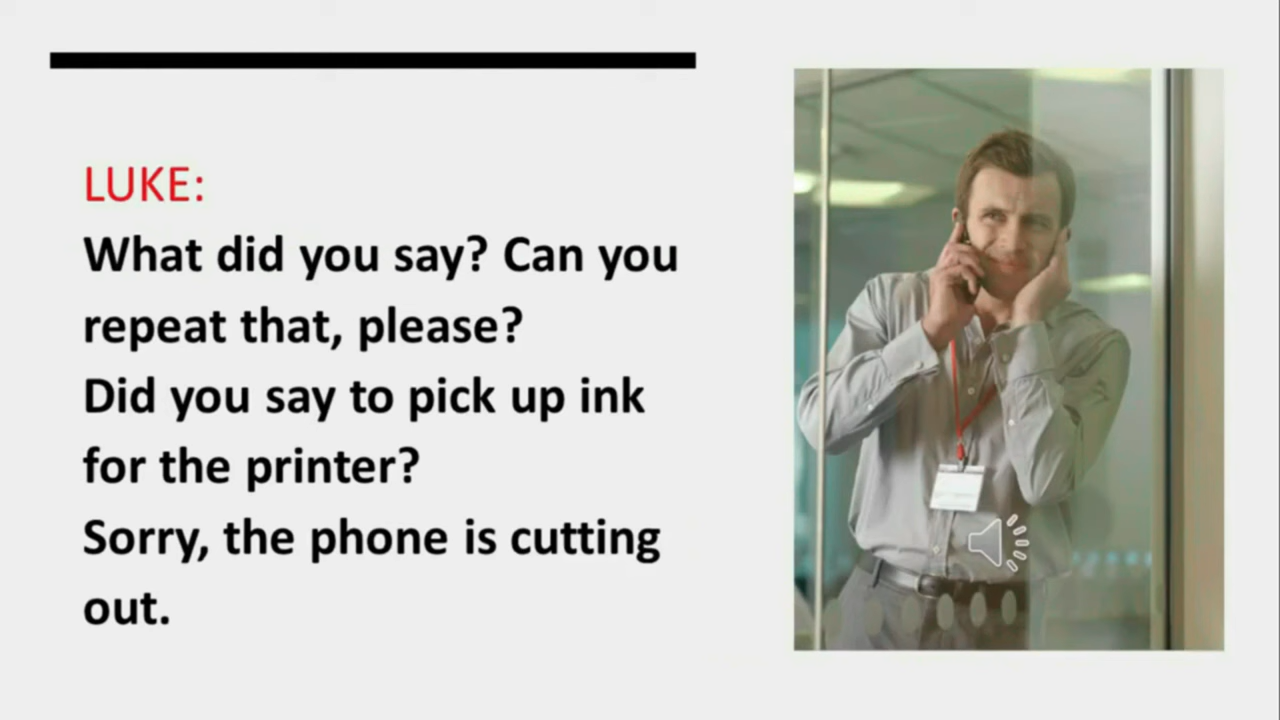 LUKE:
What did you say? Can you
repeat that, please?
Did you say to pick up ink
for the printer?
Sorry, the phone is cutting
out.